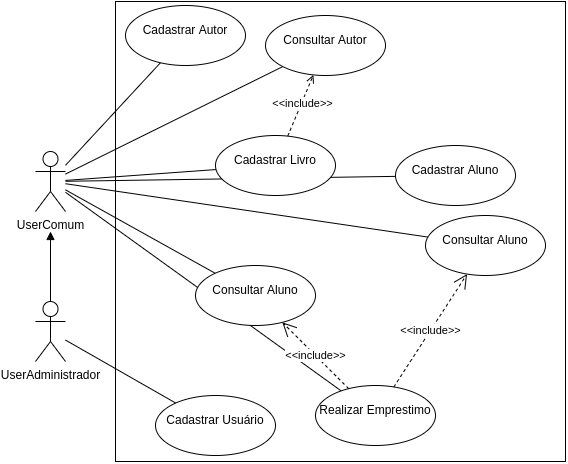 Cadastrar Autor
Consultar Autor
<<include>>
Cadastrar Livro
Cadastrar Aluno
UserComum
Consultar Aluno
Consultar Aluno
<<include>>
<<include>>
UserAdministrador
Realizar Emprestimo
Cadastrar Usuário